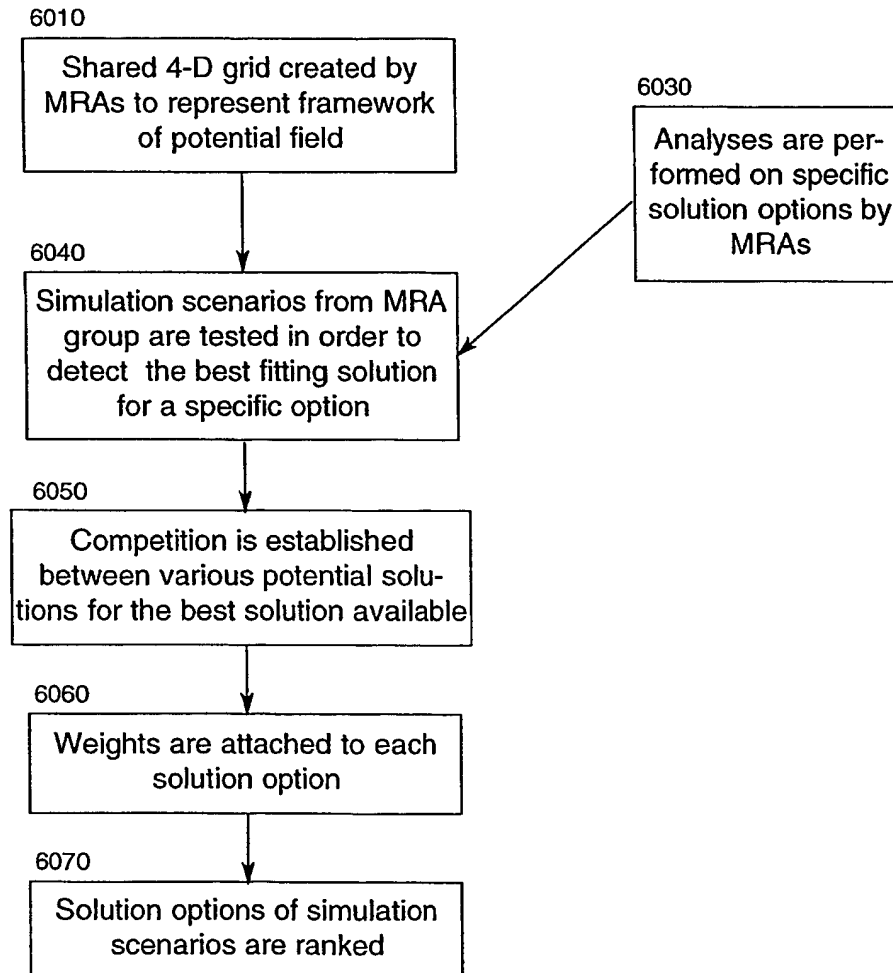 6010
Shared 4-D grid created by
MRAs to represent framework
of potential field
6030
Analyses are per-
formed on specific
solution options by
MRAs
6040
Simulation scenarios from MRA
group are tested in order to
detect the best fitting solution
for a specific option
6050
Competition is established
between various potential solu-
tions for the best solution available
6060
Weights are attached to each
solution option
6070
Solution options of simulation
scenarios are ranked